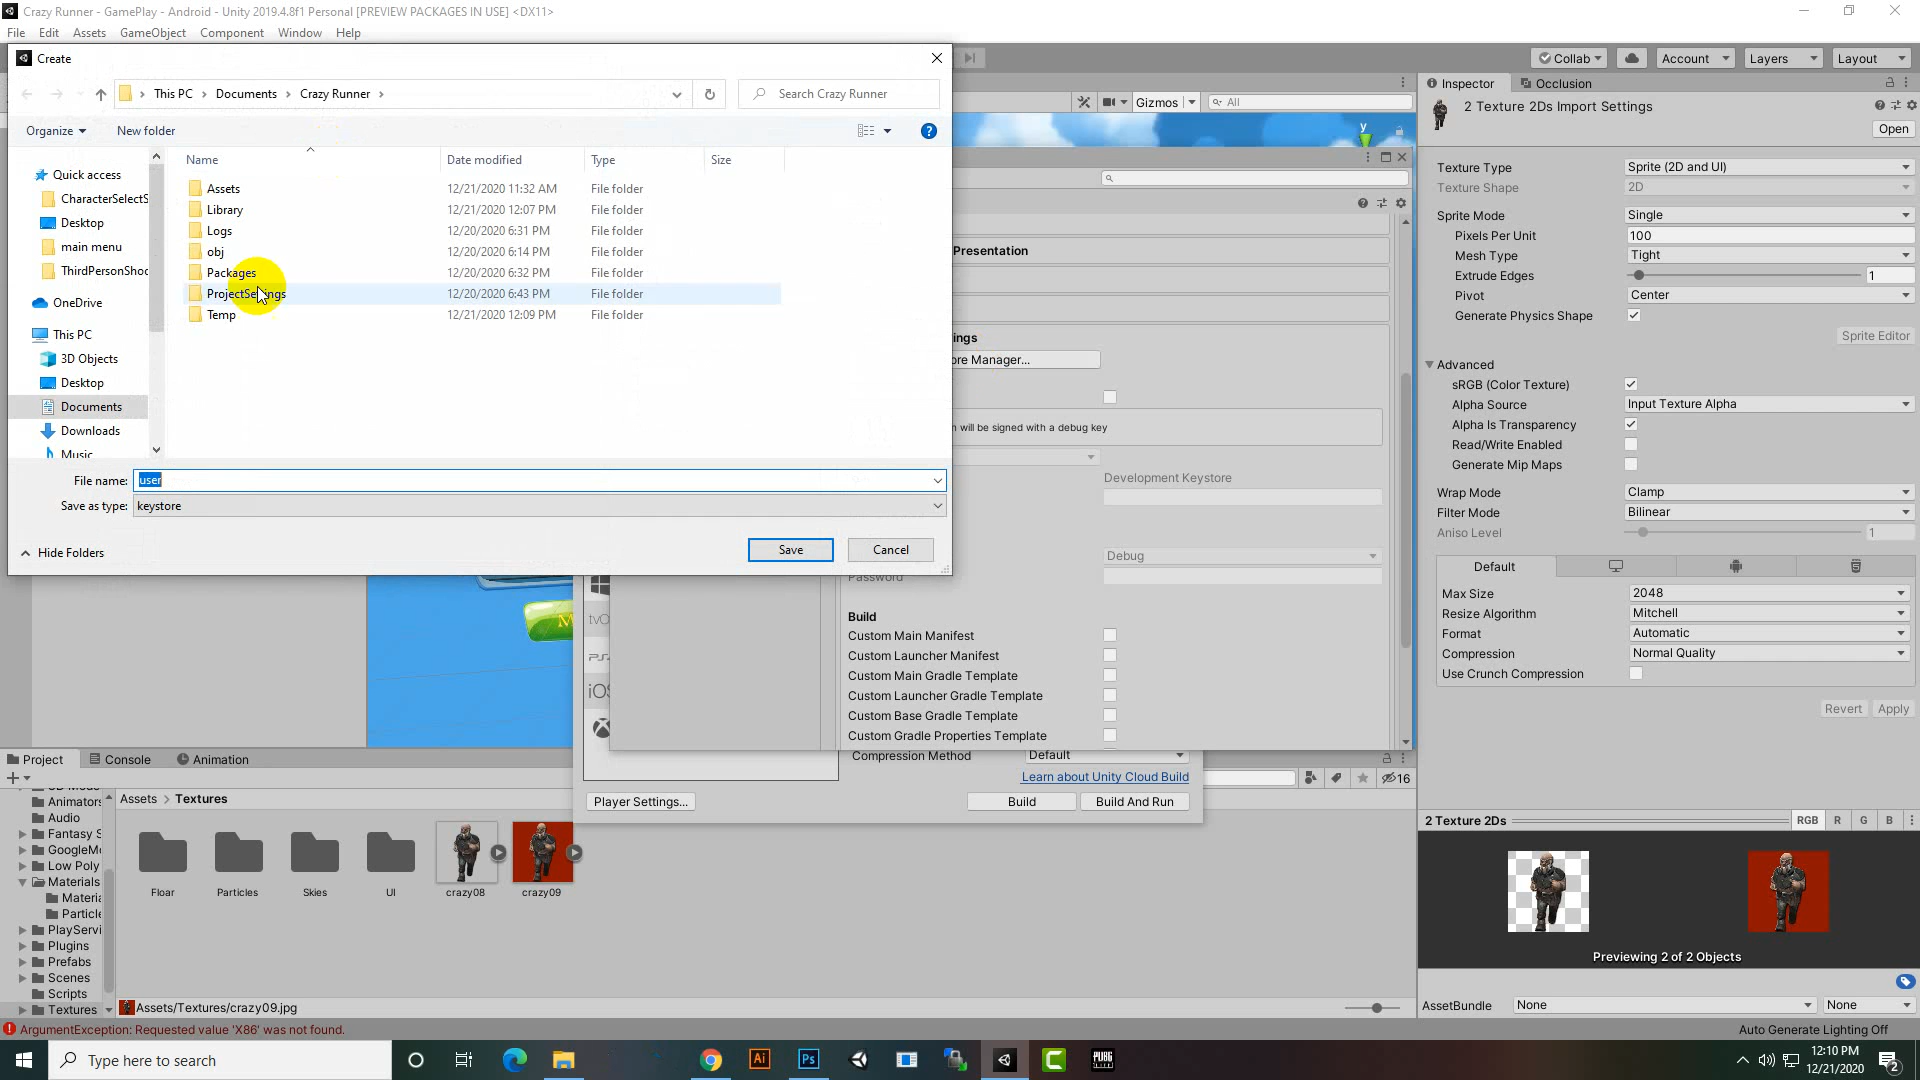 Crazy Runner - GamePlay - Android - Unity 2019.4.8f1 Personal [PREVIEW PACKAGES IN USE] <DX11>
File Edit Assets GameObject Component Window Help
Create
Collab Account Layers Layout
This PC > Documents > Crazy Runner >
Search Crazy Runner
Gizmos All
Inspector Occlusion
2 Texture 2Ds Import Settings
Open
Organize New folder
Name Date modified Type Size
Assets 12/21/2020 11:32 AM File folder
Library 12/21/2020 12:07 PM File folder
Logs 12/20/2020 6:31 PM File folder
obj 12/20/2020 6:14 PM File folder
Packages 12/20/2020 6:32 PM File folder
ProjectSettings 12/20/2020 6:43 PM File folder
Temp 12/21/2020 12:09 PM File folder
Quick access
CharacterSelectS
Desktop
main menu
ThirdPersonShoo
OneDrive
This PC
3D Objects
Desktop
Documents
Downloads
Music
File name: user
Save as type: keystore
Hide Folders
Save Cancel
y
Presentation
ings
ore Manager...
n will be signed with a debug key
Development Keystore
Debug
Password
Build
Custom Main Manifest
Custom Launcher Manifest
Custom Main Gradle Template
Custom Launcher Gradle Template
Custom Base Gradle Template
Custom Gradle Properties Template
tvO
PS4
iOS
M
Compression Method Default
Learn about Unity Cloud Build
Player Settings... Build Build And Run
Texture Type Sprite (2D and UI)
Texture Shape 2D
Sprite Mode Single
Pixels Per Unit 100
Mesh Type Tight
Extrude Edges 1
Pivot Center
Generate Physics Shape
Sprite Editor
Advanced
sRGB (Color Texture)
Alpha Source Input Texture Alpha
Alpha Is Transparency
Read/Write Enabled
Generate Mip Maps
Wrap Mode Clamp
Filter Mode Bilinear
Aniso Level 1
Default
Max Size 2048
Resize Algorithm Mitchell
Format Automatic
Compression Normal Quality
Use Crunch Compression
Revert Apply
Project Console Animation
16
Animators
Audio
Fantasy S
GoogleMo
Low Poly
Materials
Materia
Particle
PlayServi
Plugins
Prefabs
Scenes
Scripts
Textures
Assets > Textures
Floar Particles Skies UI crazy08 crazy09
Assets/Textures/crazy09.jpg
2 Texture 2Ds RGB R G B
Previewing 2 of 2 Objects
AssetBundle None None
ArgumentException: Requested value 'X86' was not found.
Auto Generate Lighting Off
Type here to search
Ai Ps PUBG
12:10 PM
12/21/2020
2